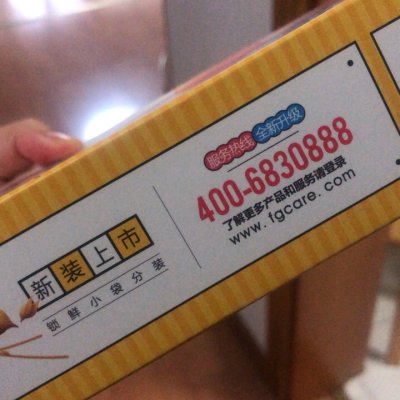 新装上市
锁鲜小袋分装
服务热线 全新升级
400-6830888
了解更多产品和服务请登录
www.fgcare.com